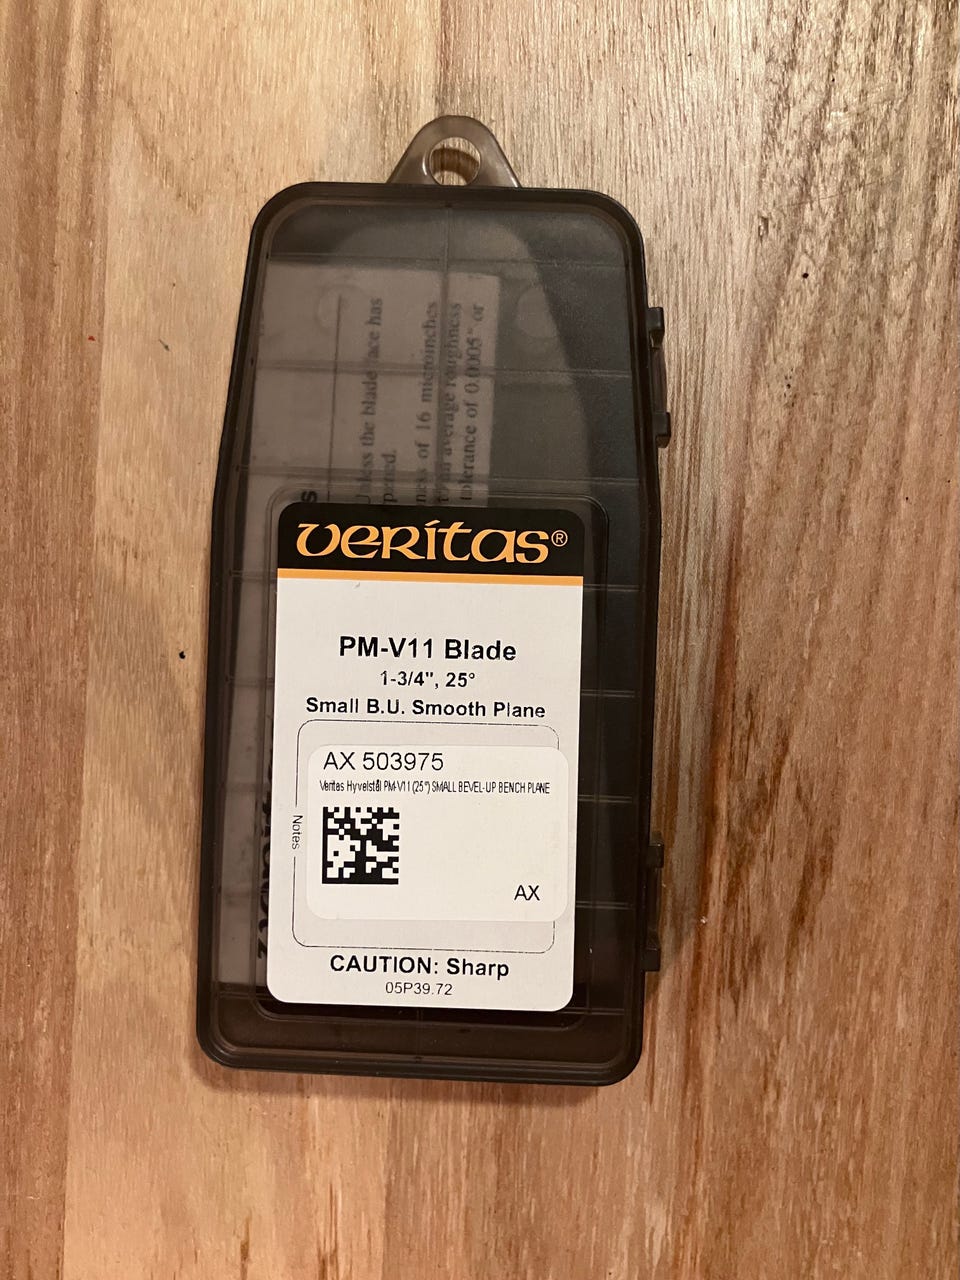 veritas®
PM-V11 Blade
1-3/4", 25°
Small B.U. Smooth Plane
AX 503975
Veritas Hyvelstål PM-V11 (25°) SMALL BEVEL-UP BENCH PLANE
AX
Notes
CAUTION: Sharp
05P39.72
the blade face has
ness of 16 microinches
average roughness
tolerance of 0.0005" or